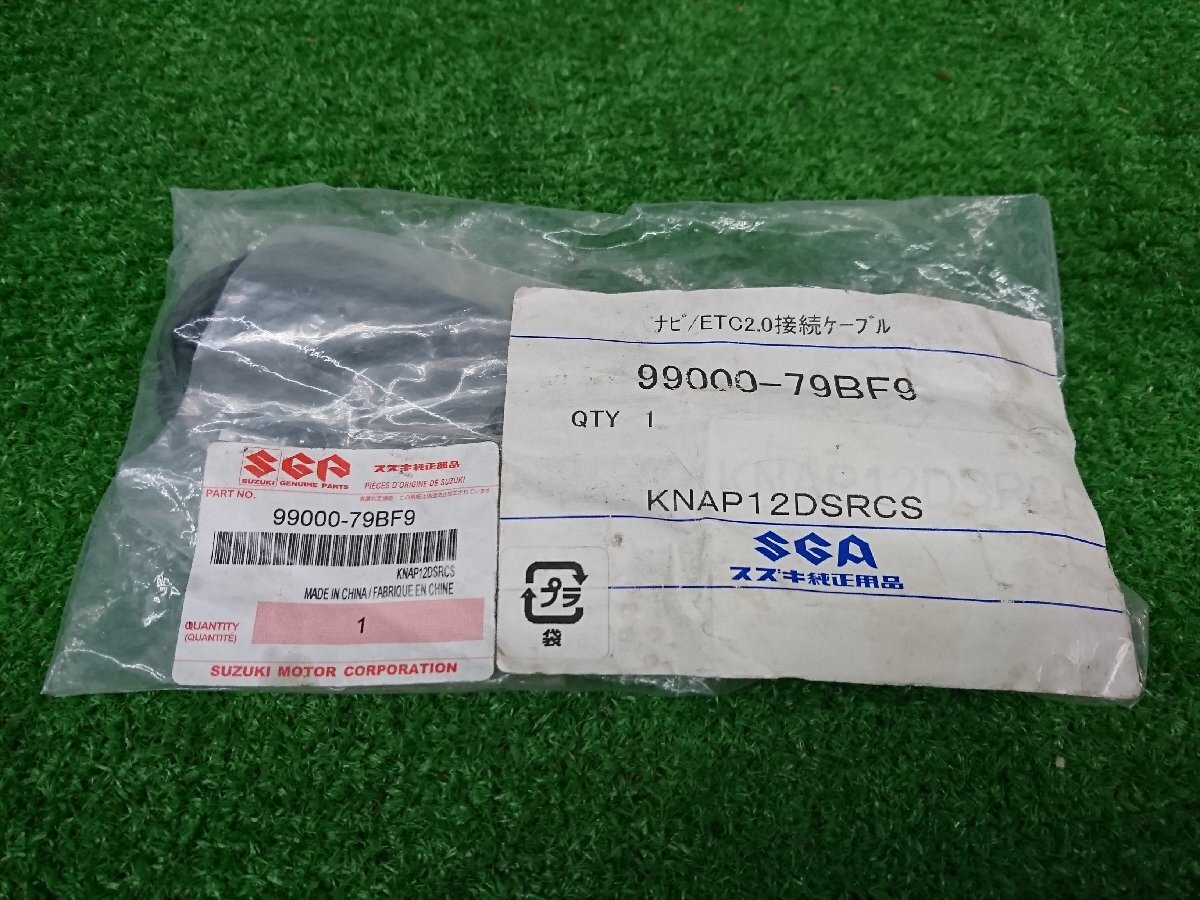 ナビ/ETC2.0接続ケーブル
99000-79BF9
QTY 1
KNAP12DSRCS
SGA
スズキ純正用品
プラ
袋
SGP スズキ純正部品
SUZUKI GENUINE PARTS PIÈCES D'ORIGINE DE SUZUKI
PART NO.
99000-79BF9
KNAP12DSRCS
MADE IN CHINA / FABRIQUE EN CHINE
QUANTITY 1
(QUANTITÉ)
SUZUKI MOTOR CORPORATION